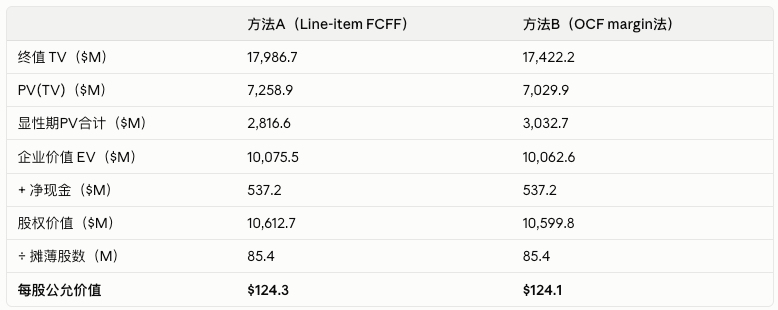 方法A（Line-item FCFF） 方法B（OCF margin法）
终值 TV（$M） 17,986.7 17,422.2
PV(TV)（$M） 7,258.9 7,029.9
显性期PV合计（$M） 2,816.6 3,032.7
企业价值 EV（$M） 10,075.5 10,062.6
+ 净现金（$M） 537.2 537.2
股权价值（$M） 10,612.7 10,599.8
÷ 摊薄股数（M） 85.4 85.4
每股公允价值 $124.3 $124.1